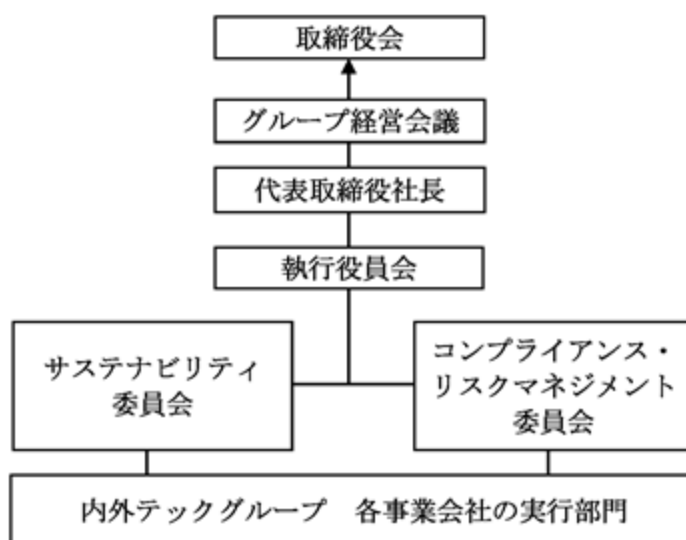 取締役会
グループ経営会議
代表取締役社長
執行役員会
サステナビリティ
委員会
コンプライアンス・
リスクマネジメント
委員会
内外テックグループ　各事業会社の実行部門